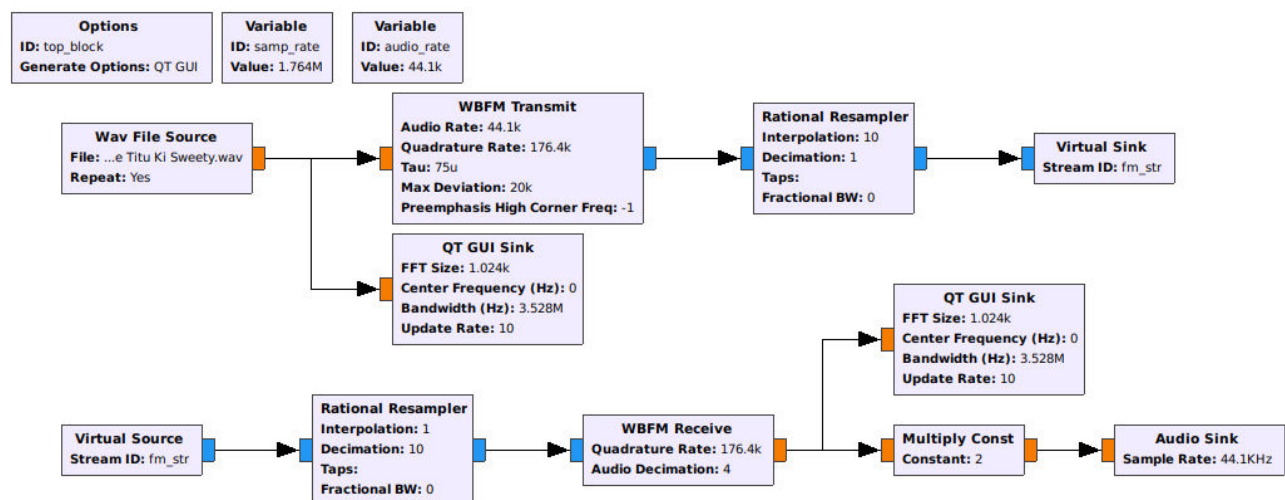 Options
ID: top_block
Generate Options: QT GUI
Variable
ID: samp_rate
Value: 1.764M
Variable
ID: audio_rate
Value: 44.1k
Wav File Source
File: ...e Titu Ki Sweety.wav
Repeat: Yes
WBFM Transmit
Audio Rate: 44.1k
Quadrature Rate: 176.4k
Tau: 75u
Max Deviation: 20k
Preemphasis High Corner Freq: -1
Rational Resampler
Interpolation: 10
Decimation: 1
Taps:
Fractional BW: 0
Virtual Sink
Stream ID: fm_str
QT GUI Sink
FFT Size: 1.024k
Center Frequency (Hz): 0
Bandwidth (Hz): 3.528M
Update Rate: 10
QT GUI Sink
FFT Size: 1.024k
Center Frequency (Hz): 0
Bandwidth (Hz): 3.528M
Update Rate: 10
Virtual Source
Stream ID: fm_str
Rational Resampler
Interpolation: 1
Decimation: 10
Taps:
Fractional BW: 0
WBFM Receive
Quadrature Rate: 176.4k
Audio Decimation: 4
Multiply Const
Constant: 2
Audio Sink
Sample Rate: 44.1KHz